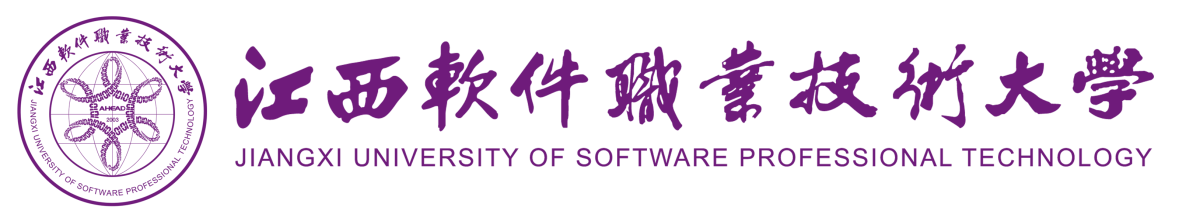 江西軟件職業技術大學
JIANGXI UNIVERSITY OF SOFTWARE PROFESSIONAL TECHNOLOGY
AHEAD
2003
江西軟件職業技術大學
JIANGXI UNIVERSITY OF SOFTWARE PROFESSIONAL TECHNOLOGY